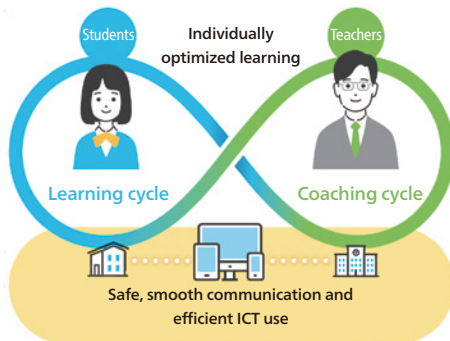 Students
Individually
optimized learning
Teachers
Learning cycle
Coaching cycle
Safe, smooth communication and
efficient ICT use